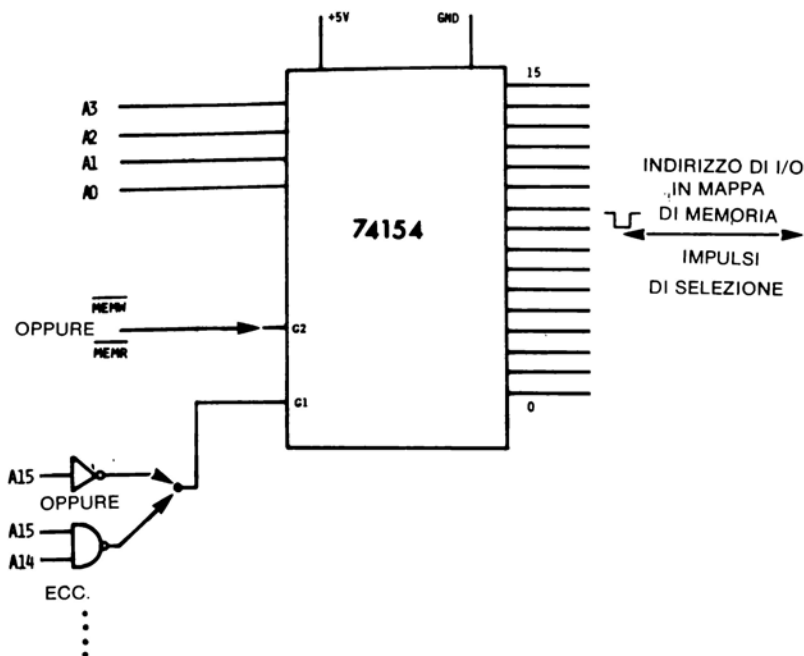 +5V
GND
15
A3
A2
A1
A0
74154
INDIRIZZO DI I/O
IN MAPPA
DI MEMORIA
IMPULSI
DI SELEZIONE
MEMW
OPPURE
MEMR
G2
G1
0
A15
OPPURE
A15
A14
ECC.